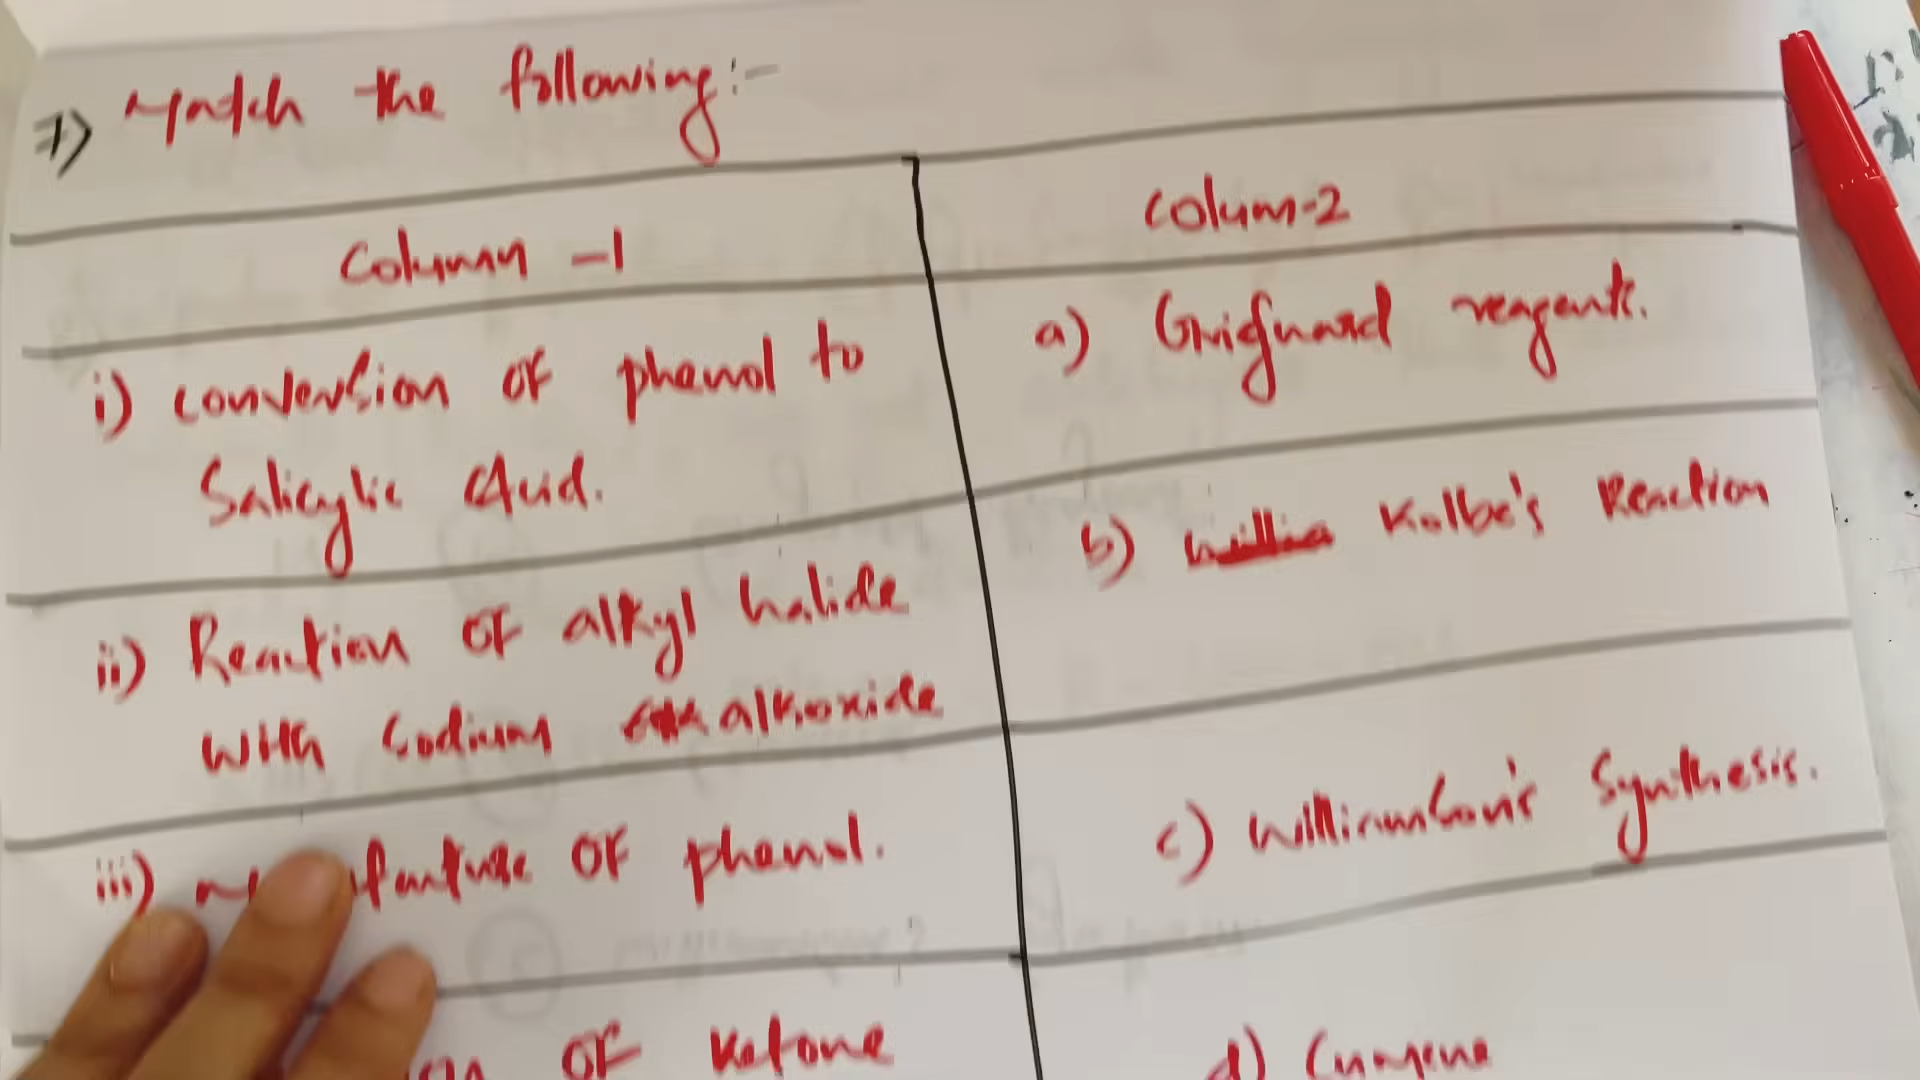 7) Match the following:-
Column -1
Colum-2
i) Conversion of phenol to
Salicylic Acid.
a) Grignard reagent.
ii) Reaction of alkyl halide
with Sodium alkoxide
b) Kolbe's Reaction
iii) of phenol.
c) Williamson's Synthesis.
of Ketone
d) Cumene